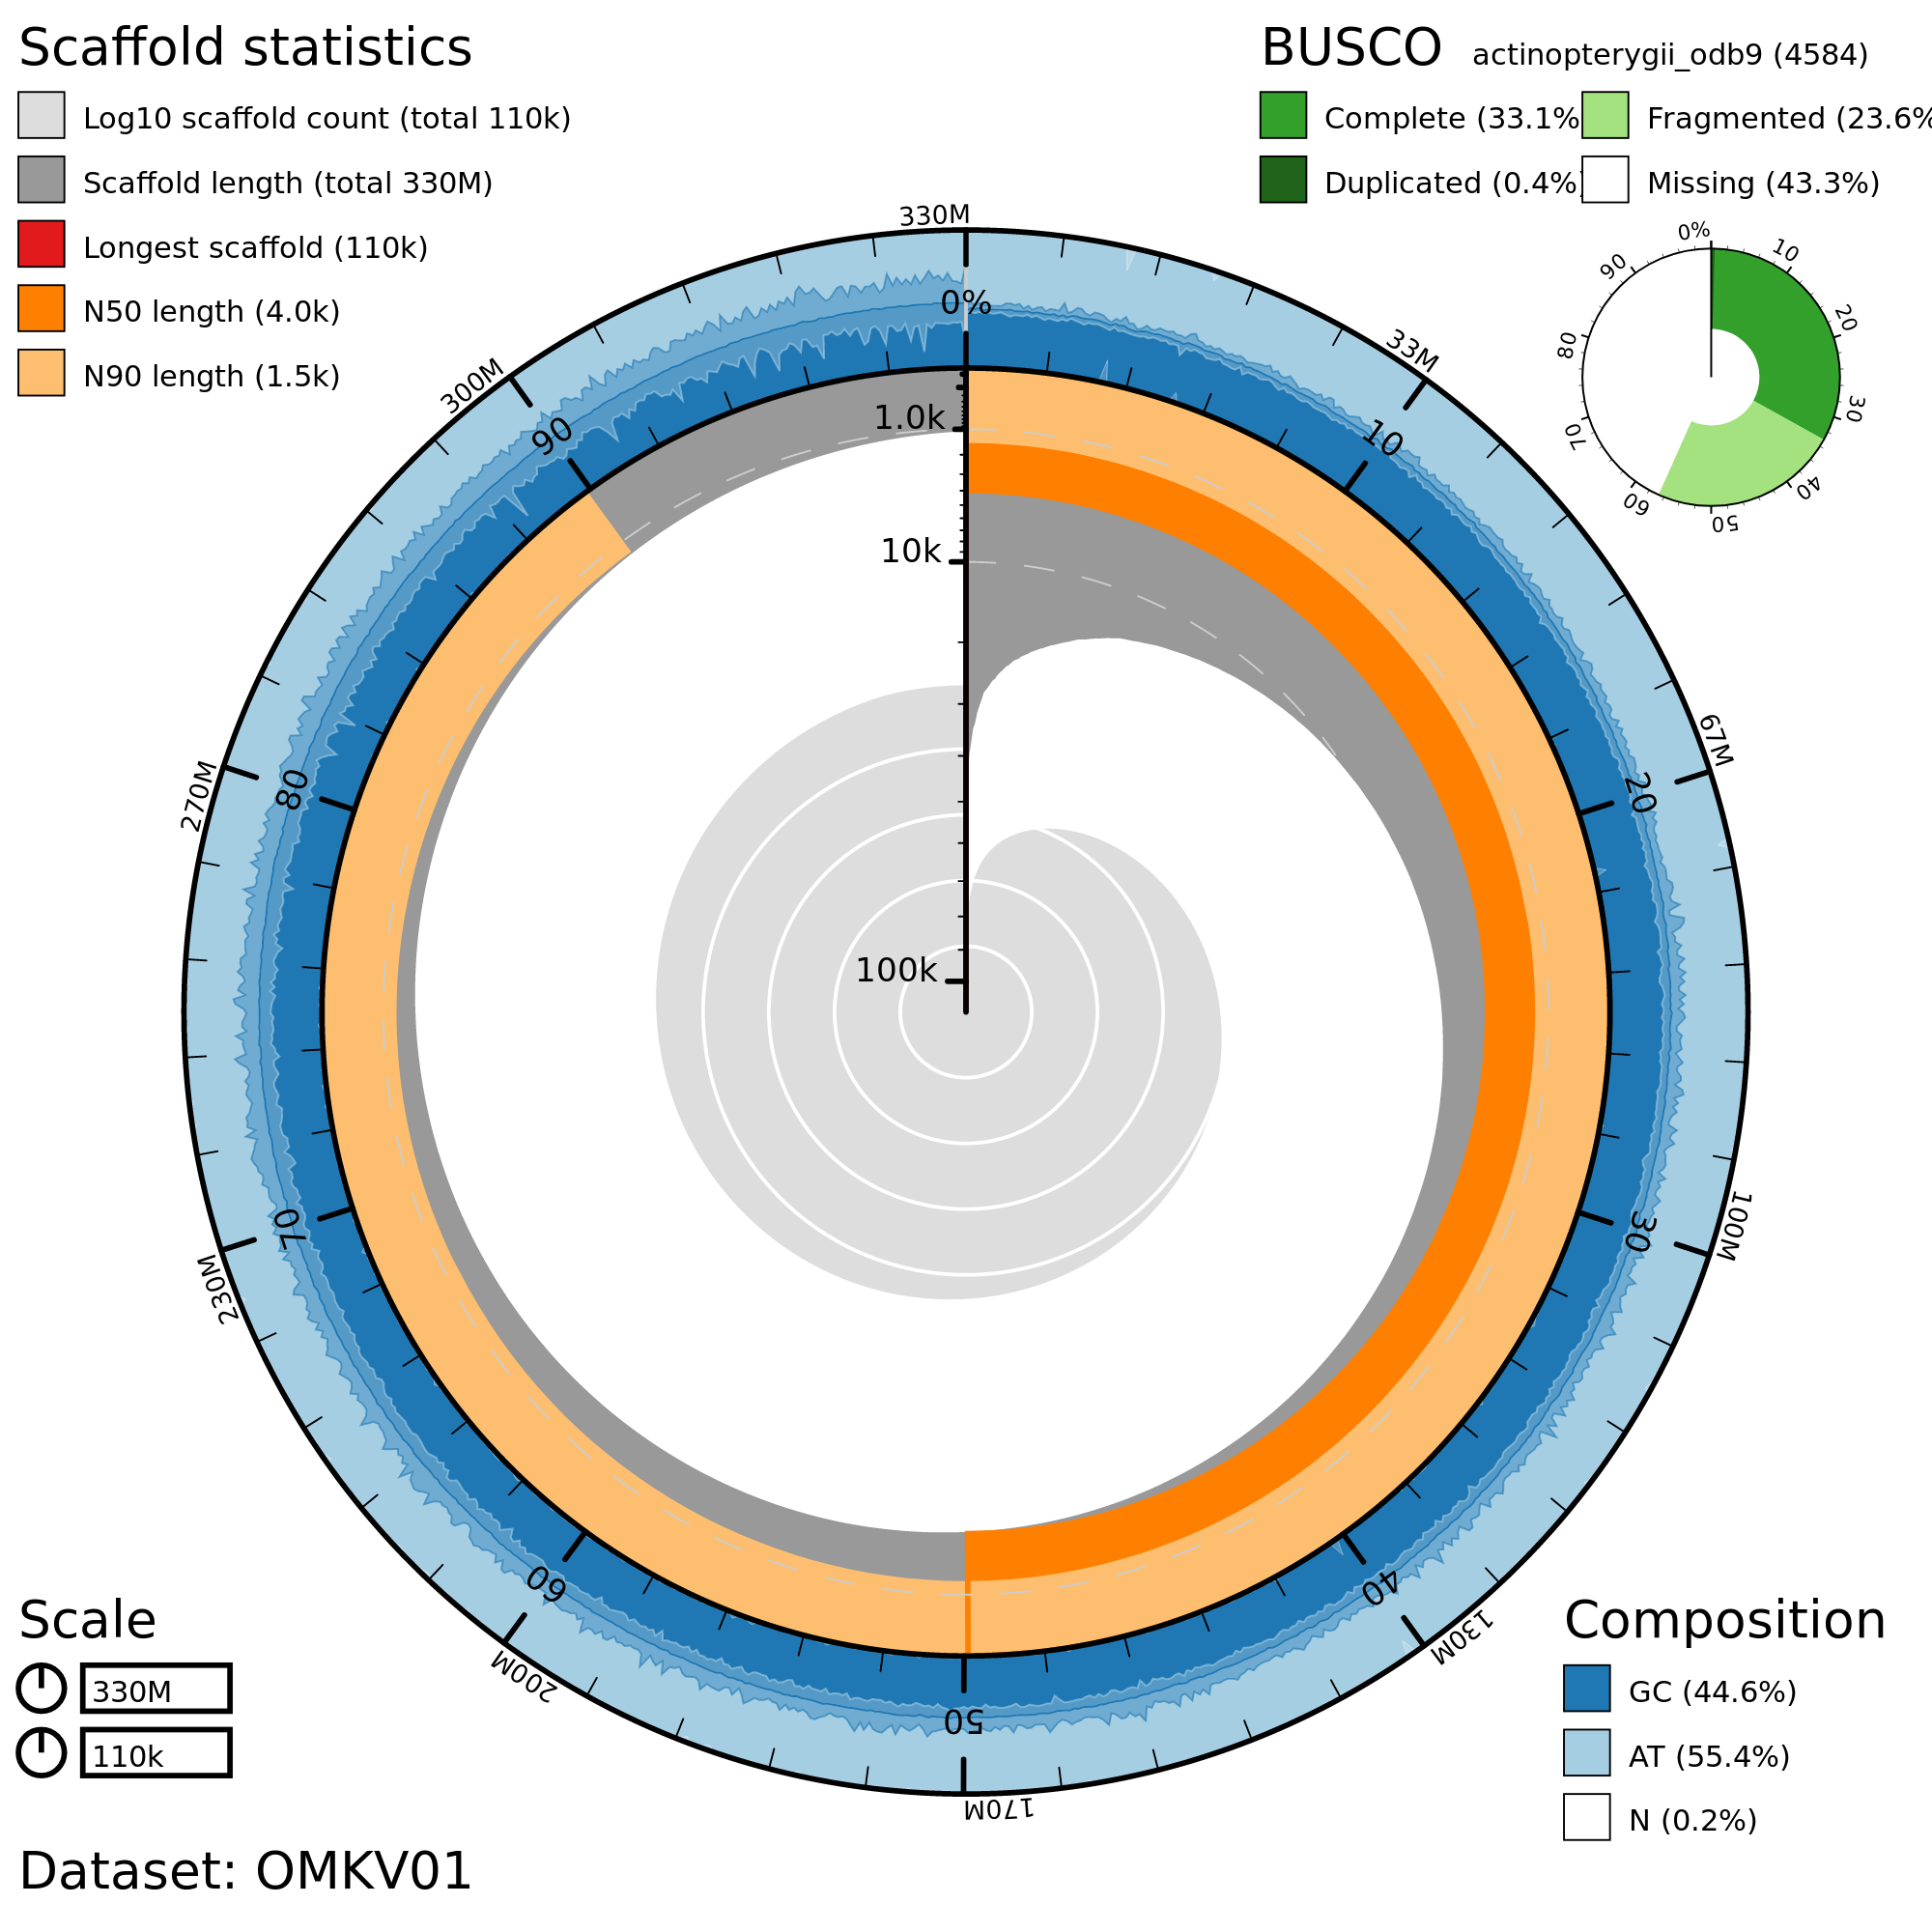 Scaffold statistics
Log10 scaffold count (total 110k)
Scaffold length (total 330M)
Longest scaffold (110k)
N50 length (4.0k)
N90 length (1.5k)
BUSCO actinopterygii_odb9 (4584)
Complete (33.1%
Fragmented (23.6%
Duplicated (0.4%)
Missing (43.3%)
0%
10
20
30
40
50
60
70
80
90
330M
33M
67M
100M
130M
170M
200M
230M
270M
300M
0%
10
20
30
40
50
60
70
80
90
1.0k
10k
100k
Scale
330M
110k
Composition
GC (44.6%)
AT (55.4%)
N (0.2%)
Dataset: OMKV01